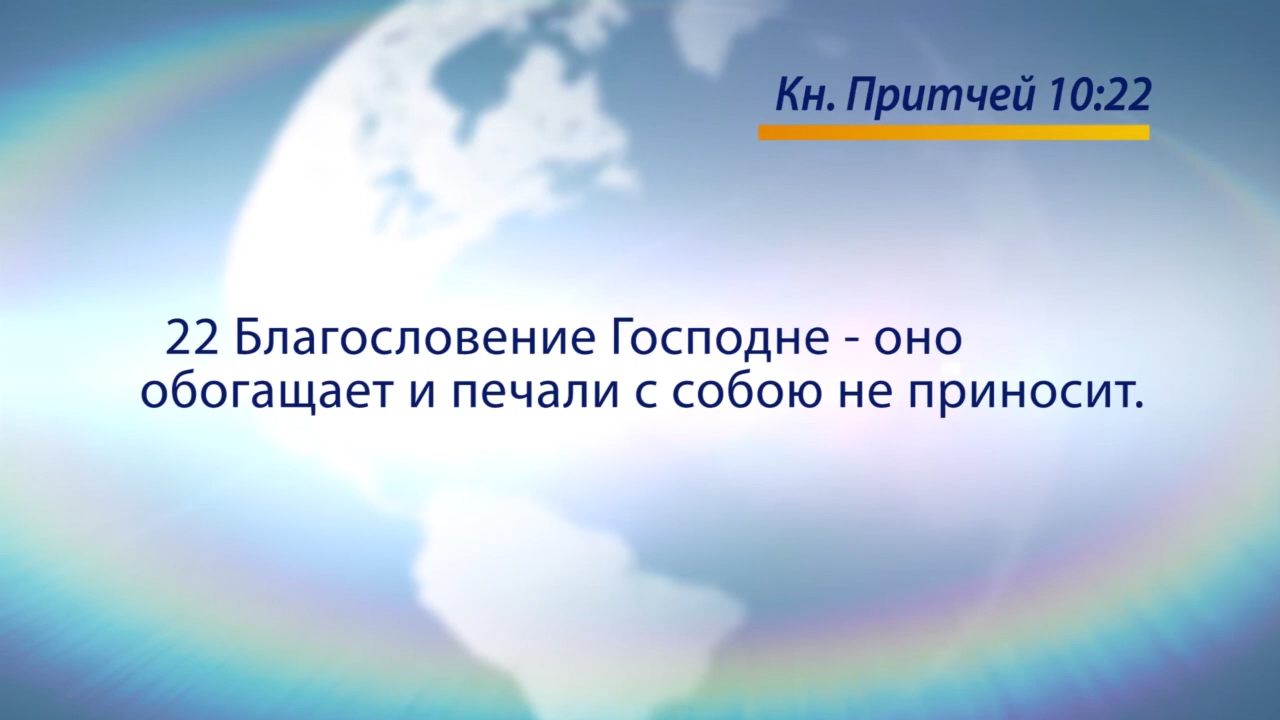 Кн. Притчей 10:22
22 Благословение Господне - оно
обогащает и печали с собою не приносит.